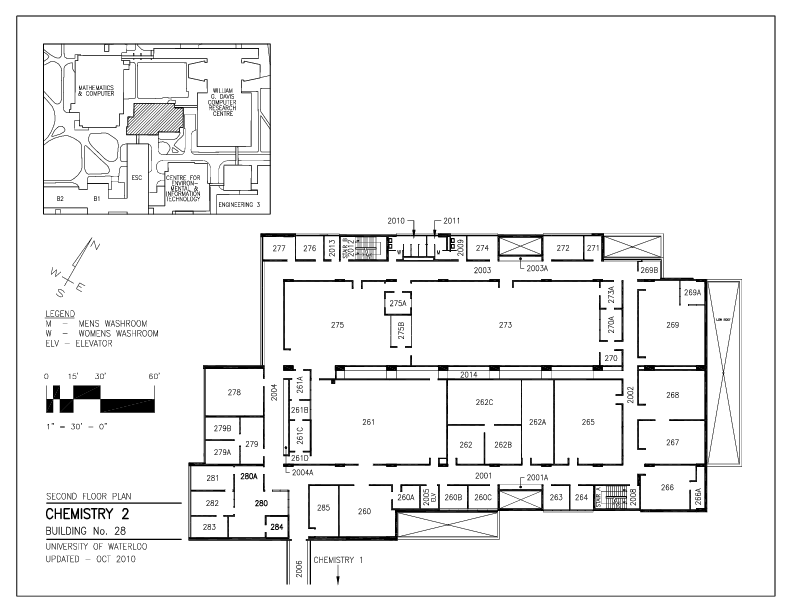 MATHEMATICS
& COMPUTER
WILLIAM
G. DAVIS
COMPUTER
RESEARCH
CENTRE
ESC
CENTRE FOR
ENVIRON-
MENTAL &
INFORMATION
TECHNOLOGY
B2
B1
ENGINEERING 3
N
W
E
S
LEGEND
M – MENS WASHROOM
W – WOMENS WASHROOM
ELV – ELEVATOR
0 15' 30' 60'
1" = 30' – 0"
SECOND FLOOR PLAN
CHEMISTRY 2
BUILDING No. 28
UNIVERSITY OF WATERLOO
UPDATED – OCT 2010
2010
2011
277
276
2013
STAIR B
2012
W
M
2009
274
272
271
2003
2003A
269B
275
275A
275B
273
273A
270A
270
269A
269
2014
278
2004
261A
261B
261C
261D
261
262C
262
262B
262A
265
2002
268
267
279B
279A
279
2004A
2001
2001A
281
280A
282
280
283
284
285
260
260A
2005
ELV
260B
260C
263
264
STAIR A
2008
266
266A
2006
CHEMISTRY 1